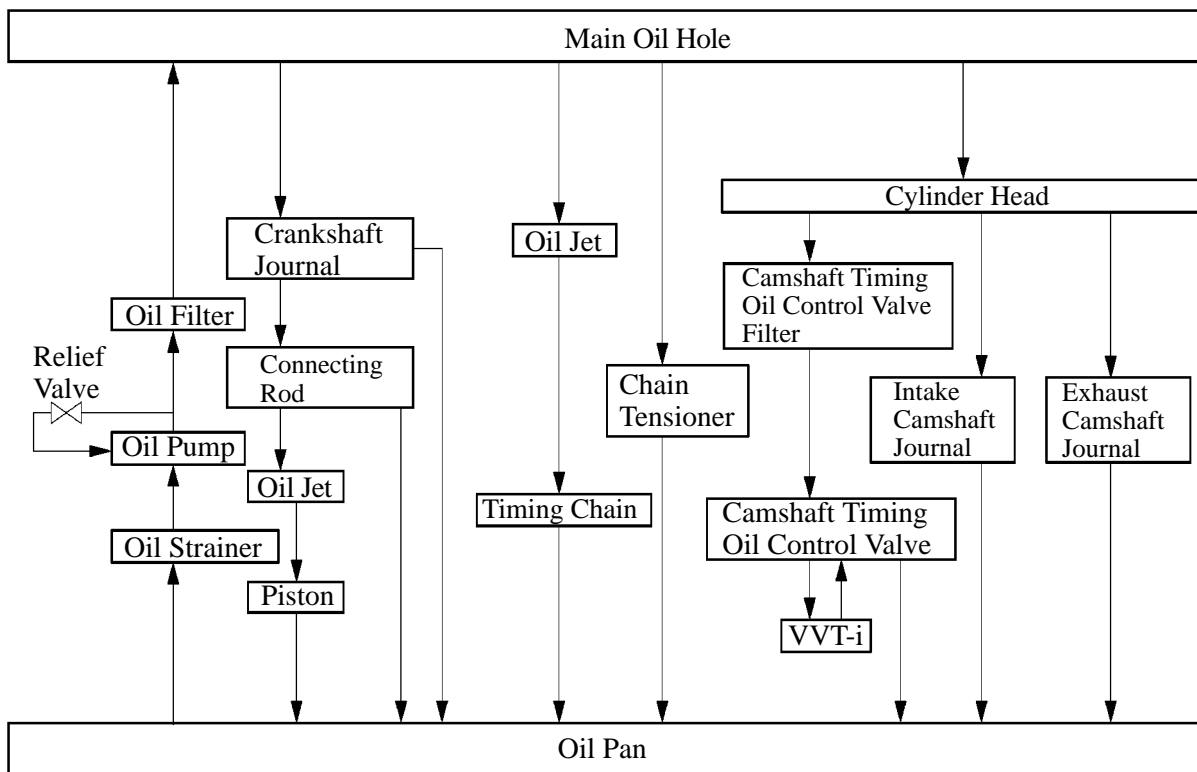 Main Oil Hole
Cylinder Head
Crankshaft
Journal
Oil Jet
Camshaft Timing
Oil Control Valve
Filter
Oil Filter
Relief
Valve
Connecting
Rod
Chain
Tensioner
Intake
Camshaft
Journal
Exhaust
Camshaft
Journal
Oil Pump
Oil Jet
Timing Chain
Camshaft Timing
Oil Control Valve
Oil Strainer
Piston
VVT-i
Oil Pan